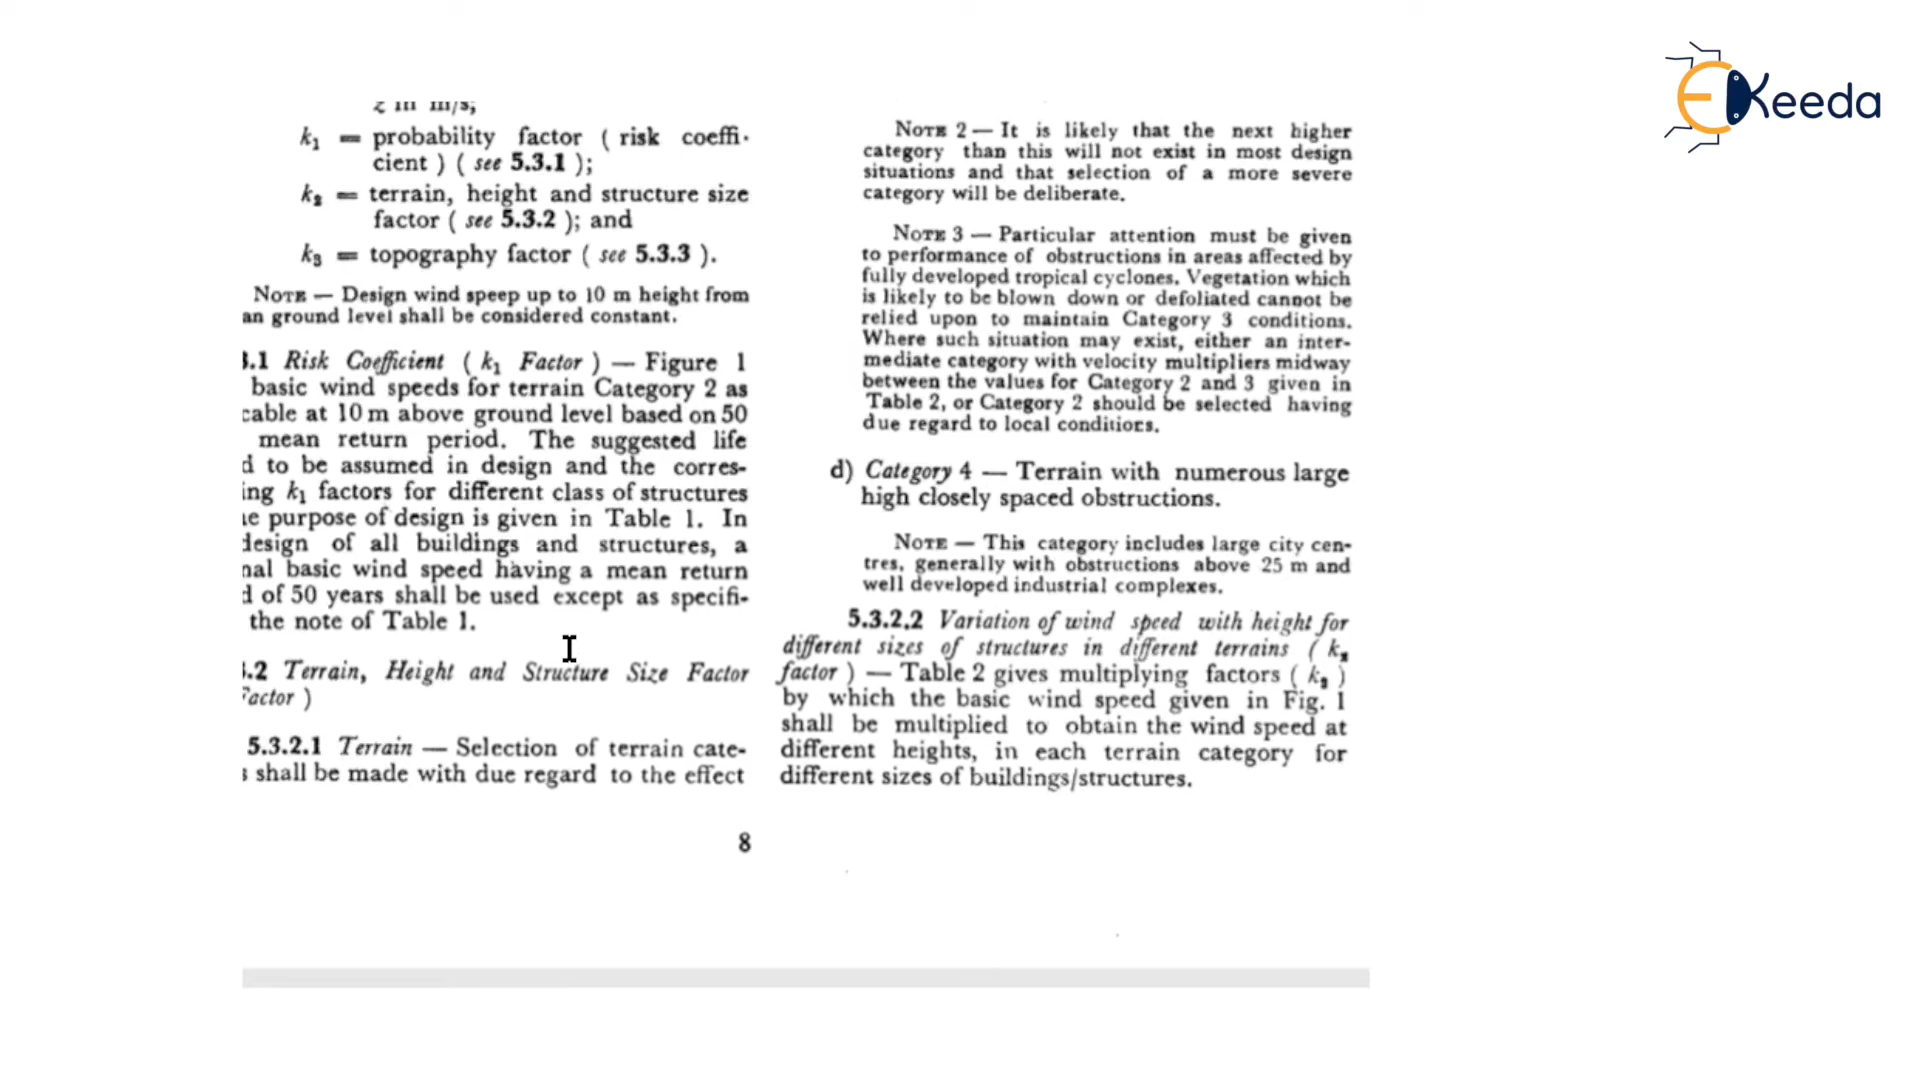 z in m/s;
k1 = probability factor ( risk coeffi-
cient ) ( see 5.3.1 );
k2 = terrain, height and structure size
factor ( see 5.3.2 ); and
k3 = topography factor ( see 5.3.3 ).
NOTE — Design wind speep up to 10 m height from
an ground level shall be considered constant.
.1 Risk Coefficient ( k1 Factor ) — Figure 1
basic wind speeds for terrain Category 2 as
cable at 10 m above ground level based on 50
mean return period. The suggested life
d to be assumed in design and the corres-
ing k1 factors for different class of structures
e purpose of design is given in Table 1. In
design of all buildings and structures, a
nal basic wind speed having a mean return
d of 50 years shall be used except as specifi-
the note of Table 1.
.2 Terrain, Height and Structure Size Factor
Factor )
5.3.2.1 Terrain — Selection of terrain cate-
s shall be made with due regard to the effect
NOTE 2 — It is likely that the next higher
category than this will not exist in most design
situations and that selection of a more severe
category will be deliberate.
NOTE 3 — Particular attention must be given
to performance of obstructions in areas affected by
fully developed tropical cyclones. Vegetation which
is likely to be blown down or defoliated cannot be
relied upon to maintain Category 3 conditions.
Where such situation may exist, either an inter-
mediate category with velocity multipliers midway
between the values for Category 2 and 3 given in
Table 2, or Category 2 should be selected having
due regard to local conditions.
d) Category 4 — Terrain with numerous large
high closely spaced obstructions.
NOTE — This category includes large city cen-
tres, generally with obstructions above 25 m and
well developed industrial complexes.
5.3.2.2 Variation of wind speed with height for
different sizes of structures in different terrains ( k2
factor ) — Table 2 gives multiplying factors ( k2 )
by which the basic wind speed given in Fig. 1
shall be multiplied to obtain the wind speed at
different heights, in each terrain category for
different sizes of buildings/structures.
8
EKeeda